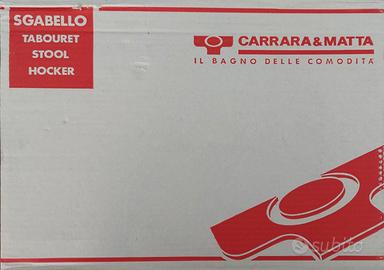 SGABELLO
TABOURET
STOOL
HOCKER
CARRARA&MATTA
IL BAGNO DELLE COMODITÀ
subito